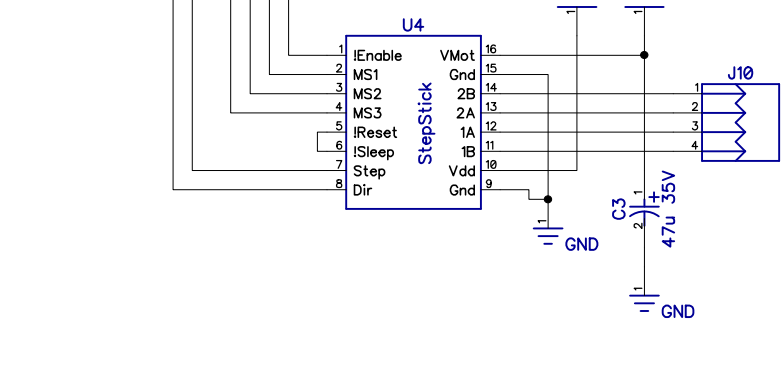 1 1
U4
1 !Enable VMot 16
2 MS1 Gnd 15
3 MS2 2B 14
4 MS3 2A 13
5 !Reset 1A 12
6 !Sleep 1B 11
7 Step Vdd 10
8 Dir Gnd 9
StepStick
J10
1
2
3
4
1
GND
C3
1
+
2
47u 35V
1
GND